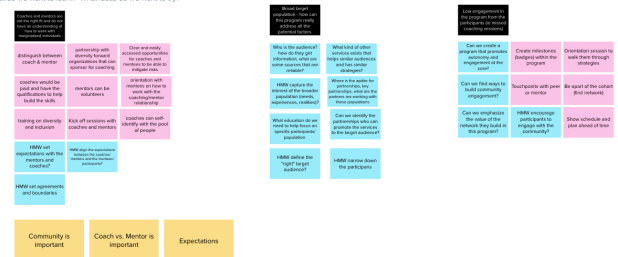 Coaches and mentors are
not the right fit and do not
have an understanding of
how to work with
marginalized individuals
distinguish between
coach & mentor
partnership with
diversity forward
organizations that can
sponsor for coaching
Clear and easily
accessed opportunities
for coaches and
mentors to be able to
mitigate risks
coaches would be
paid and have the
qualifications to help
build the skills
mentors can be
volunteers
orientation with
mentors on how to
work with the
coaching/mentor
relationship
training on diversity
and inclusion
Kick off sessions with
coaches and mentors
coaches can self-
identify with the pool
of people
HMW set
expectations with the
mentors and
coaches?
HMW align the expectations
between the coaches/
mentors and the mentees/
participants?
HMW set agreements
and boundaries
Community is
important
Coach vs. Mentor is
important
Expectations
Broad target
population - how can
this program really
address all the
potential factors.
Who is the audience?
how do they get
information, what are
some sources that are
reliable?
What kind of other
services exists that
helps similar audiences
and has similar
strategies?
HMW capture the
interest of the broader
population (needs,
experiences, realities)?
Where is the
for
partnerships, key
partnerships, what are the
partners are working with
these populations
What education do we
need to help focus on
specific participants/
population
Can we identify the
partnerships who can
promote the services
to the target audience?
HMW define the
"right" target
audience?
HMW narrow down
the participans
Low engagement in
the program from the
participants (ie missed
coaching sessions)
Can we create a
program that promotes
autonomy and
engagement at the
core?
Create milestones
(badges) within the
program
Orientation session to
walk them through
strategies
Can we find ways to
build community
engagement?
Touchpoints with peer
or mentor
Be apart of the cohort
(first network)
Can we emphasize
the value of the
network they build in
this program?
HMW encourage
participants to
engage with the
community?
Show schedule and
plan ahead of time